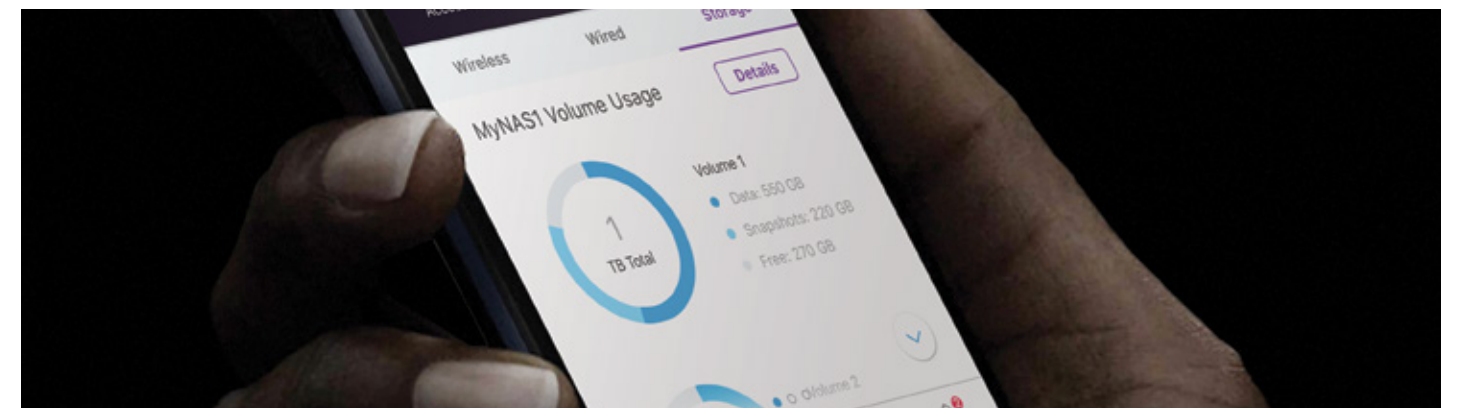 Wireless
Wired
Storage
Details
MyNAS1 Volume Usage
1
TB Total
Volume 1
Data: 550 GB
Snapshots: 220 GB
Free: 270 GB
Volume 2
2